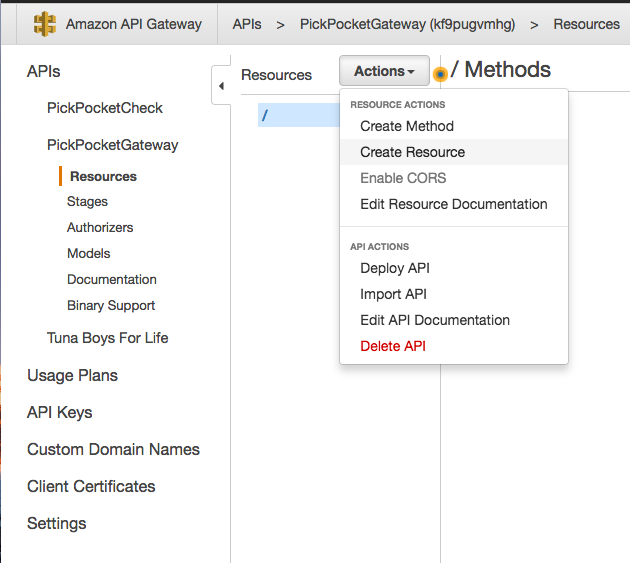 Amazon API Gateway APIs > PickPocketGateway (kf9pugvmhg) > Resources
APIs
PickPocketCheck
PickPocketGateway
Resources
Stages
Authorizers
Models
Documentation
Binary Support
Tuna Boys For Life
Usage Plans
API Keys
Custom Domain Names
Client Certificates
Settings
Resources
Actions
/ Methods
/
RESOURCE ACTIONS
Create Method
Create Resource
Enable CORS
Edit Resource Documentation
API ACTIONS
Deploy API
Import API
Edit API Documentation
Delete API